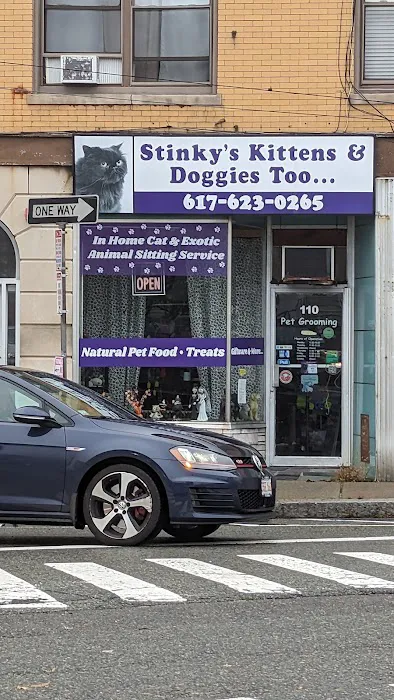 Stinky's Kittens &
Doggies Too...
617-623-0265
ONE WAY
In Home Cat & Exotic
Animal Sitting Service
OPEN
Natural Pet Food • Treats
110
Pet Grooming